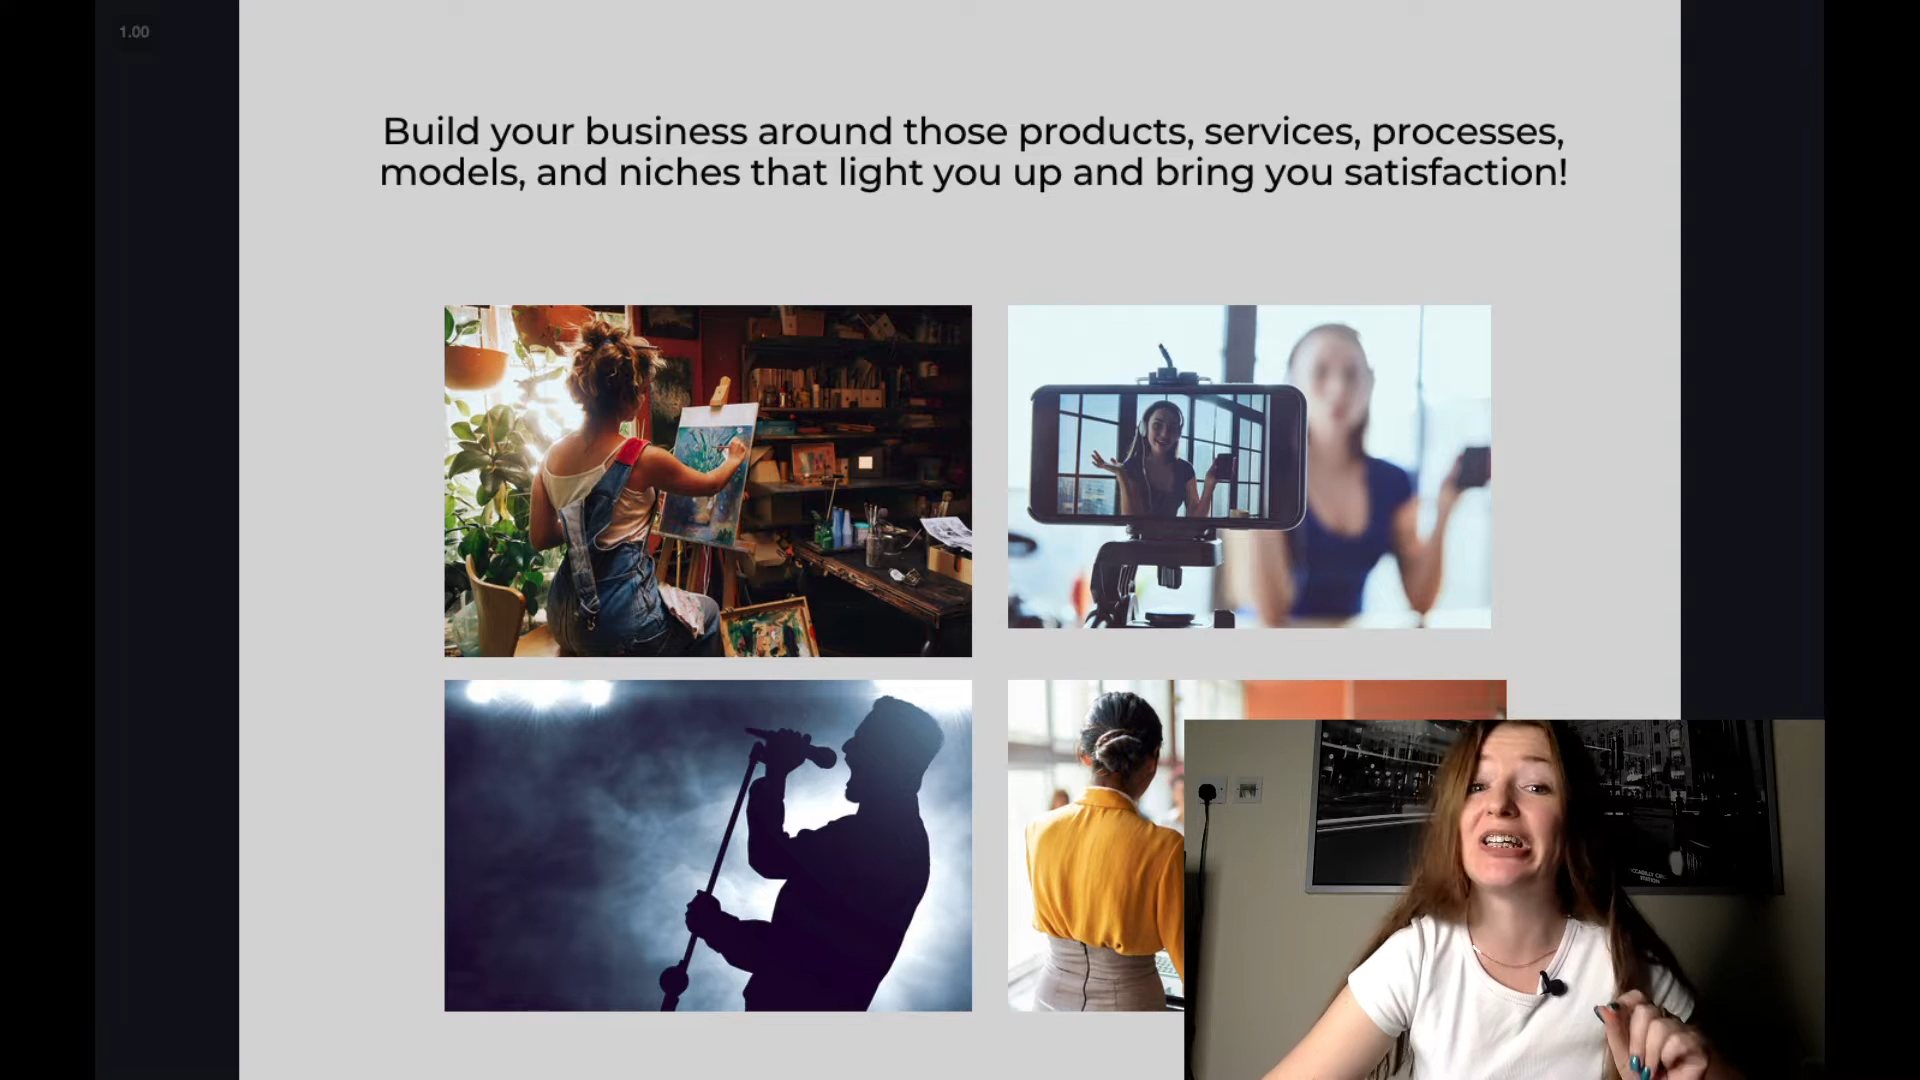 1.00
Build your business around those products, services, processes,
models, and niches that light you up and bring you satisfaction!
STATION